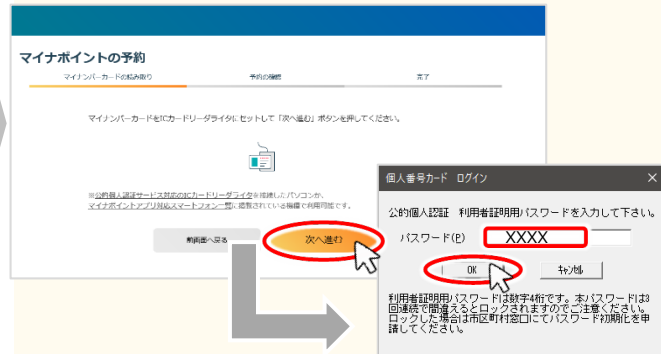 マイナポイントの予約
マイナンバーカードの読み取り
予約の確認
完了
マイナンバーカードをICカードリーダライタにセットして「次へ進む」ボタンを押してください。
※公的個人認証サービス対応のICカードリーダライタを接続したパソコンか、
マイナポイントアプリ対応スマートフォン一覧に掲載されている機種で利用可能です。
前画面へ戻る
次へ進む
個人番号カード ログイン
公的個人認証 利用者証明用パスワードを入力して下さい。
パスワード(P)
XXXX
OK
キャンセル
利用者証明用パスワードは数字4桁です。本パスワードは3
回連続で間違えるとロックされますのでご注意ください。
ロックした場合は市区町村窓口にてパスワード初期化を申
請してください。